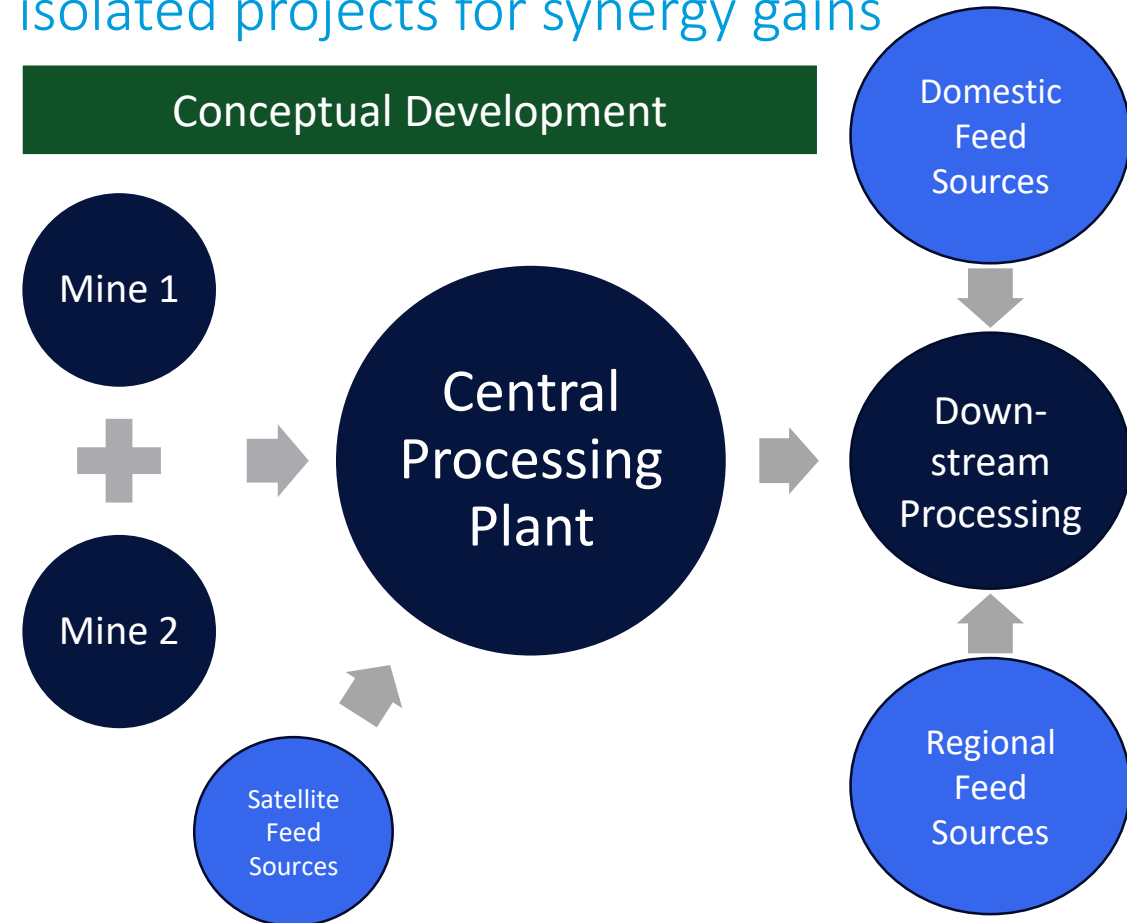 isolated projects for synergy gains
Conceptual Development
Mine 1
Mine 2
Satellite
Feed
Sources
Central
Processing
Plant
Domestic
Feed
Sources
Down-
stream
Processing
Regional
Feed
Sources